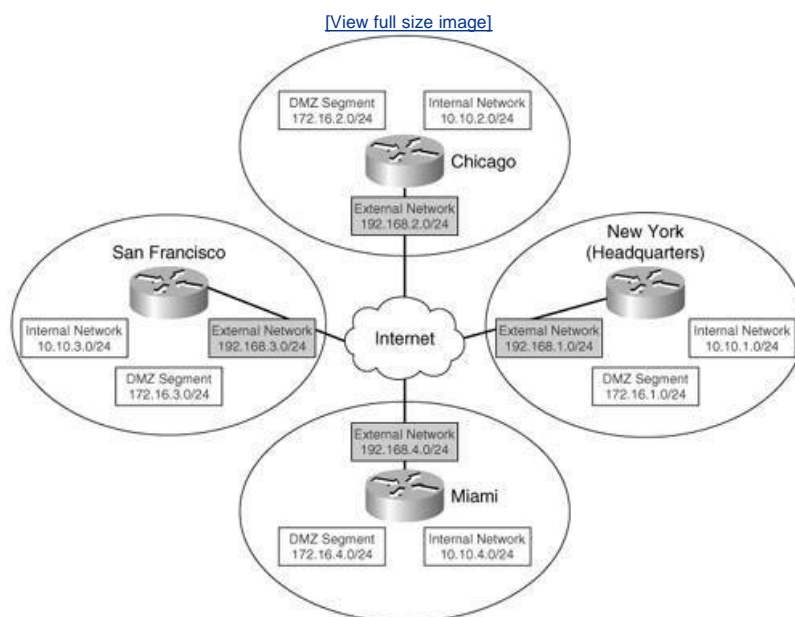 [View full size image]
DMZ Segment
172.16.2.0/24
Internal Network
10.10.2.0/24
Chicago
External Network
192.168.2.0/24
San Francisco
Internal Network
10.10.3.0/24
External Network
192.168.3.0/24
DMZ Segment
172.16.3.0/24
Internet
New York
(Headquarters)
External Network
192.168.1.0/24
Internal Network
10.10.1.0/24
DMZ Segment
172.16.1.0/24
External Network
192.168.4.0/24
Miami
DMZ Segment
172.16.4.0/24
Internal Network
10.10.4.0/24